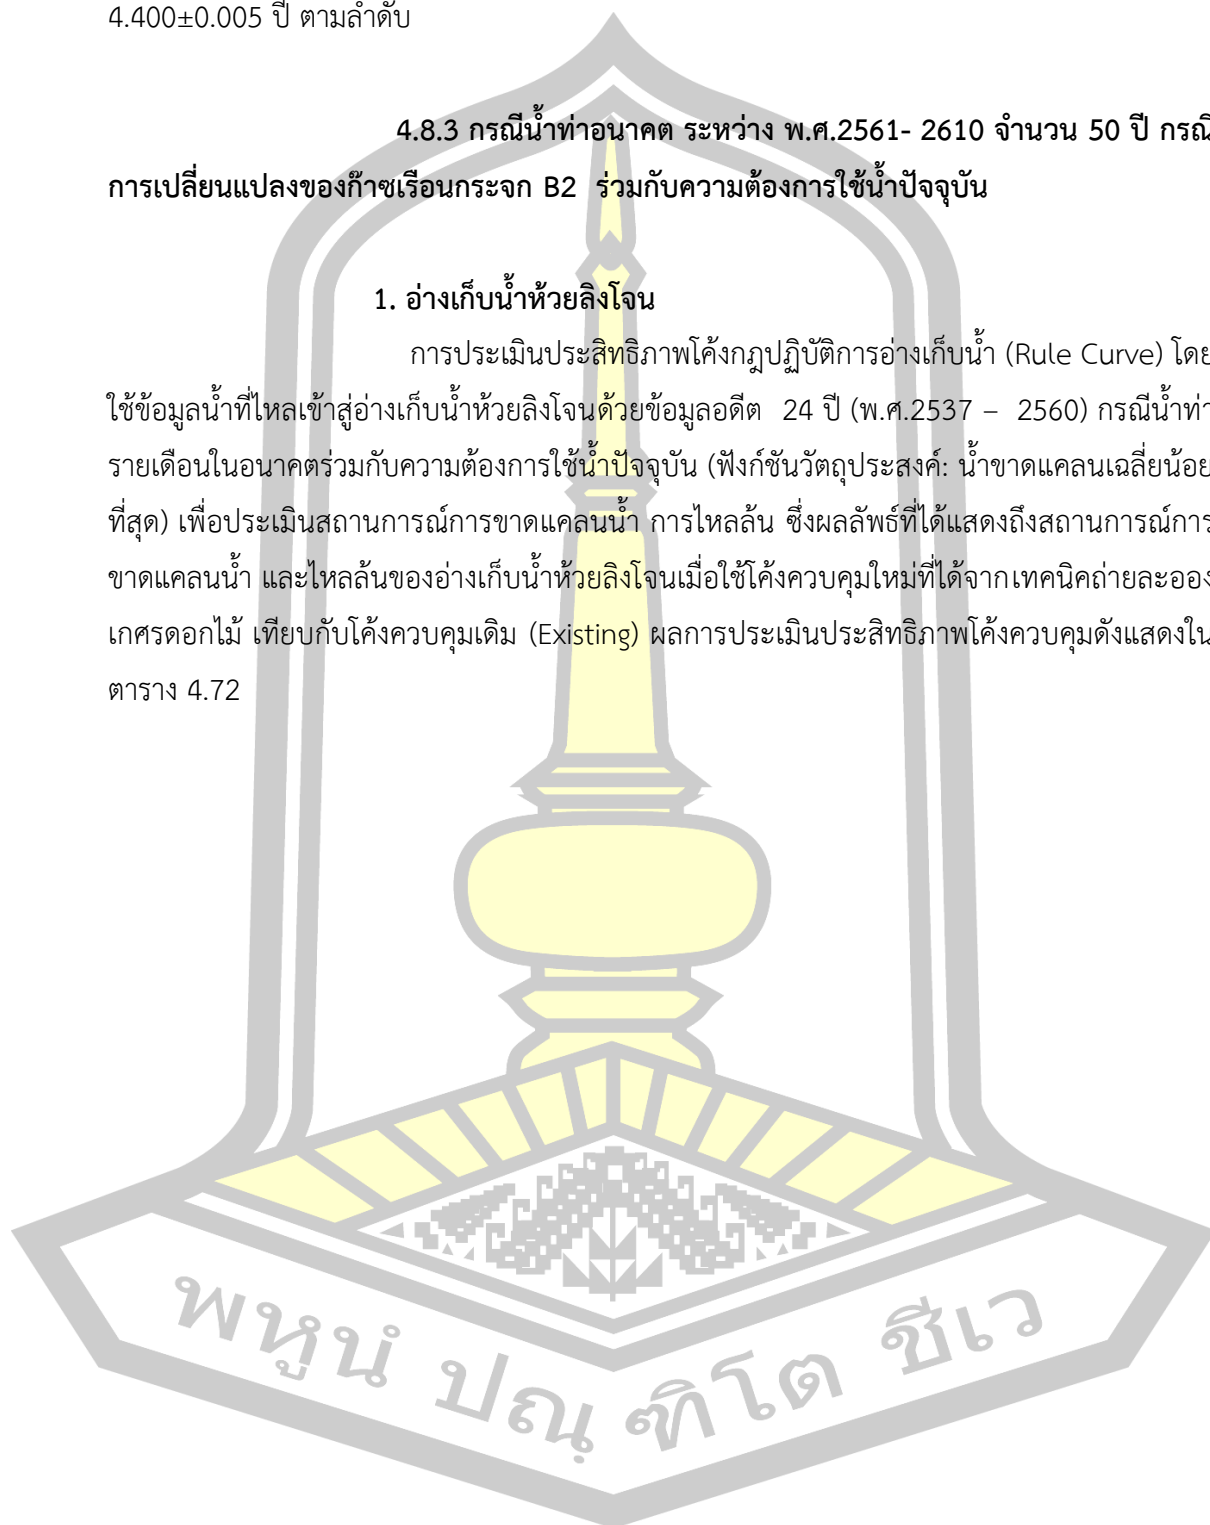 4.400±0.005 ปี ตามลำดับ
4.8.3 กรณีน้ำท่าอนาคต ระหว่าง พ.ศ.2561- 2610 จำนวน 50 ปี กรณี
การเปลี่ยนแปลงของก๊าซเรือนกระจก B2 ร่วมกับความต้องการใช้น้ำปัจจุบัน
1. อ่างเก็บน้ำห้วยลิงโจน
การประเมินประสิทธิภาพโค้งกฎปฏิบัติการอ่างเก็บน้ำ (Rule Curve) โดย
ใช้ข้อมูลน้ำที่ไหลเข้าสู่อ่างเก็บน้ำห้วยลิงโจนด้วยข้อมูลอดีต 24 ปี (พ.ศ.2537 – 2560) กรณีน้ำท่า
รายเดือนในอนาคตร่วมกับความต้องการใช้น้ำปัจจุบัน (ฟังก์ชันวัตถุประสงค์: น้ำขาดแคลนเฉลี่ยน้อย
ที่สุด) เพื่อประเมินสถานการณ์การขาดแคลนน้ำ การไหลล้น ซึ่งผลลัพธ์ที่ได้แสดงถึงสถานการณ์การ
ขาดแคลนน้ำ และไหลล้นของอ่างเก็บน้ำห้วยลิงโจนเมื่อใช้โค้งควบคุมใหม่ที่ได้จากเทคนิคถ่ายละออง
เกศรดอกไม้ เทียบกับโค้งควบคุมเดิม (Existing) ผลการประเมินประสิทธิภาพโค้งควบคุมดังแสดงใน
ตาราง 4.72
พหูนํ ปณฺฑิโต ชีเว